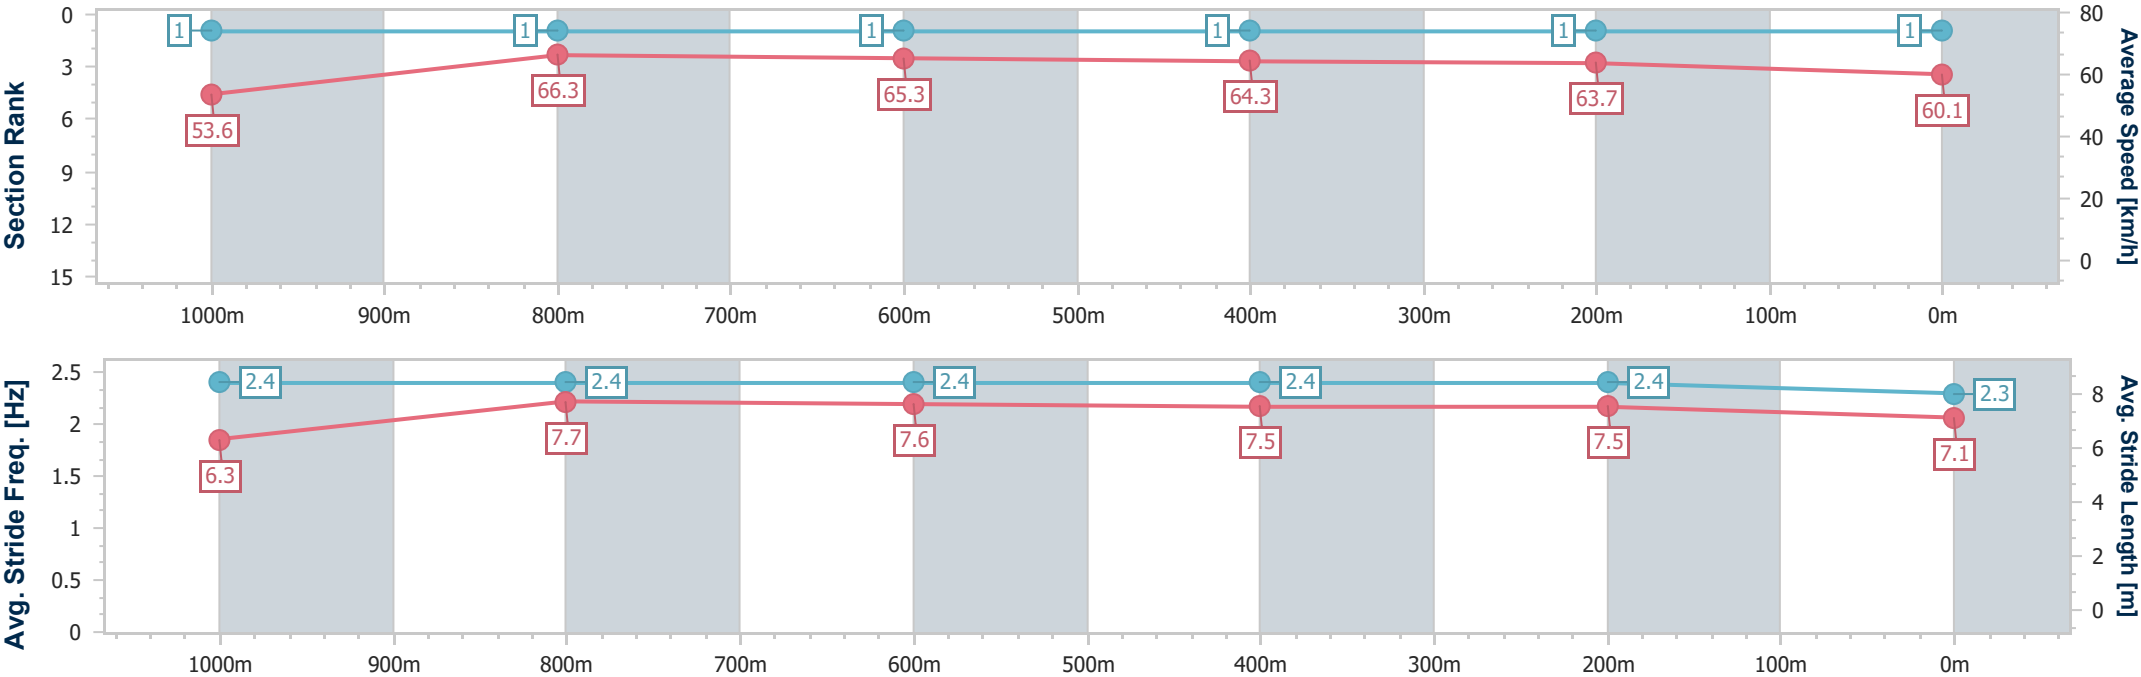 Section Rank
0
3
6
9
12
15
1 1 1 1 1 1
53.6 66.3 65.3 64.3 63.7 60.1
80
60
40
20
0
Average Speed [km/h]
1000m 900m 800m 700m 600m 500m 400m 300m 200m 100m 0m
Avg. Stride Freq. [Hz]
2.5
2
1.5
1
0.5
0
2.4 2.4 2.4 2.4 2.4 2.3
6.3 7.7 7.6 7.5 7.5 7.1
8
6
4
2
0
Avg. Stride Length [m]
1000m 900m 800m 700m 600m 500m 400m 300m 200m 100m 0m